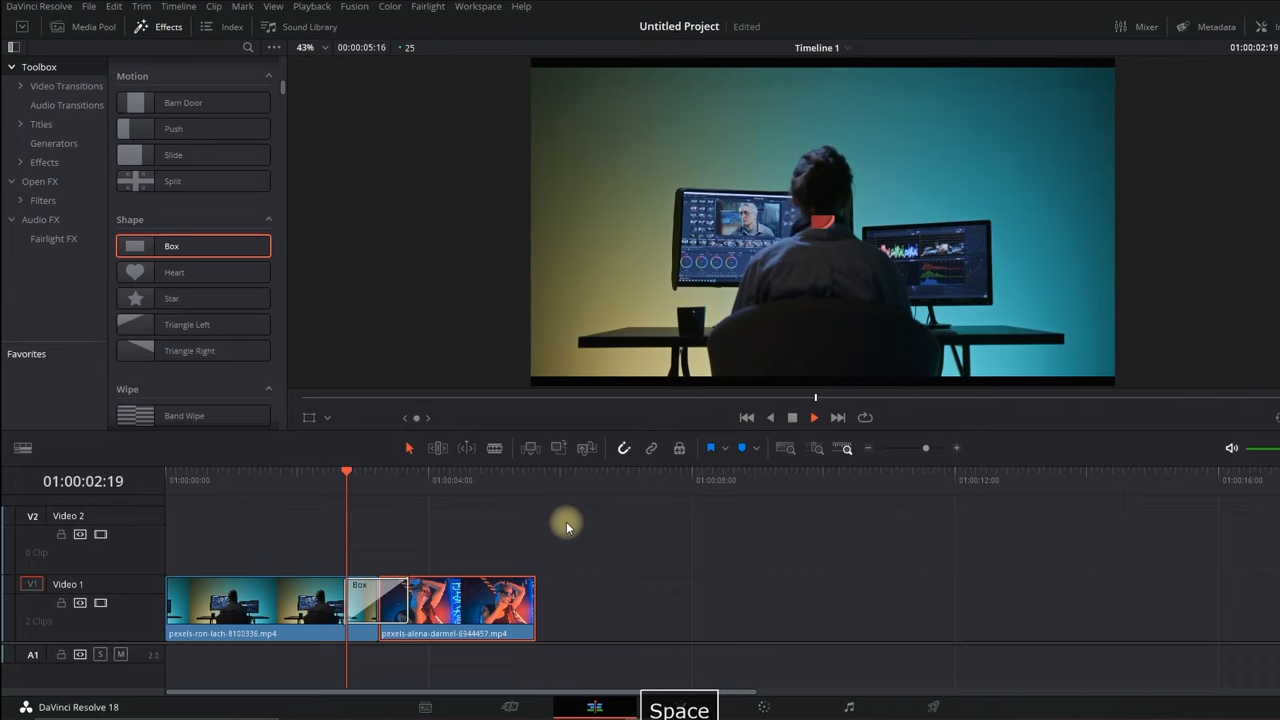 DaVinci Resolve File Edit Trim Timeline Clip Mark View Playback Fusion Color Fairlight Workspace Help
Media Pool Effects Index Sound Library Untitled Project Edited Mixer Metadata
43% 00:00:05:16 25 Timeline 1 01:00:02:19
Toolbox
Video Transitions
Audio Transitions
Titles
Generators
Effects
Open FX
Filters
Audio FX
Fairlight FX
Favorites
Motion
Barn Door
Push
Slide
Split
Shape
Box
Heart
Star
Triangle Left
Triangle Right
Wipe
Band Wipe
01:00:02:19
01:00:00:00 01:00:04:00 01:00:08:00 01:00:12:00 01:00:16:00
V2 Video 2
0 Clip
V1 Video 1
2 Clips
Box
pexels-ron-lach-8100336.mp4 pexels-alena-darmel-6944457.mp4
A1 S M 2.0
DaVinci Resolve 18
Space